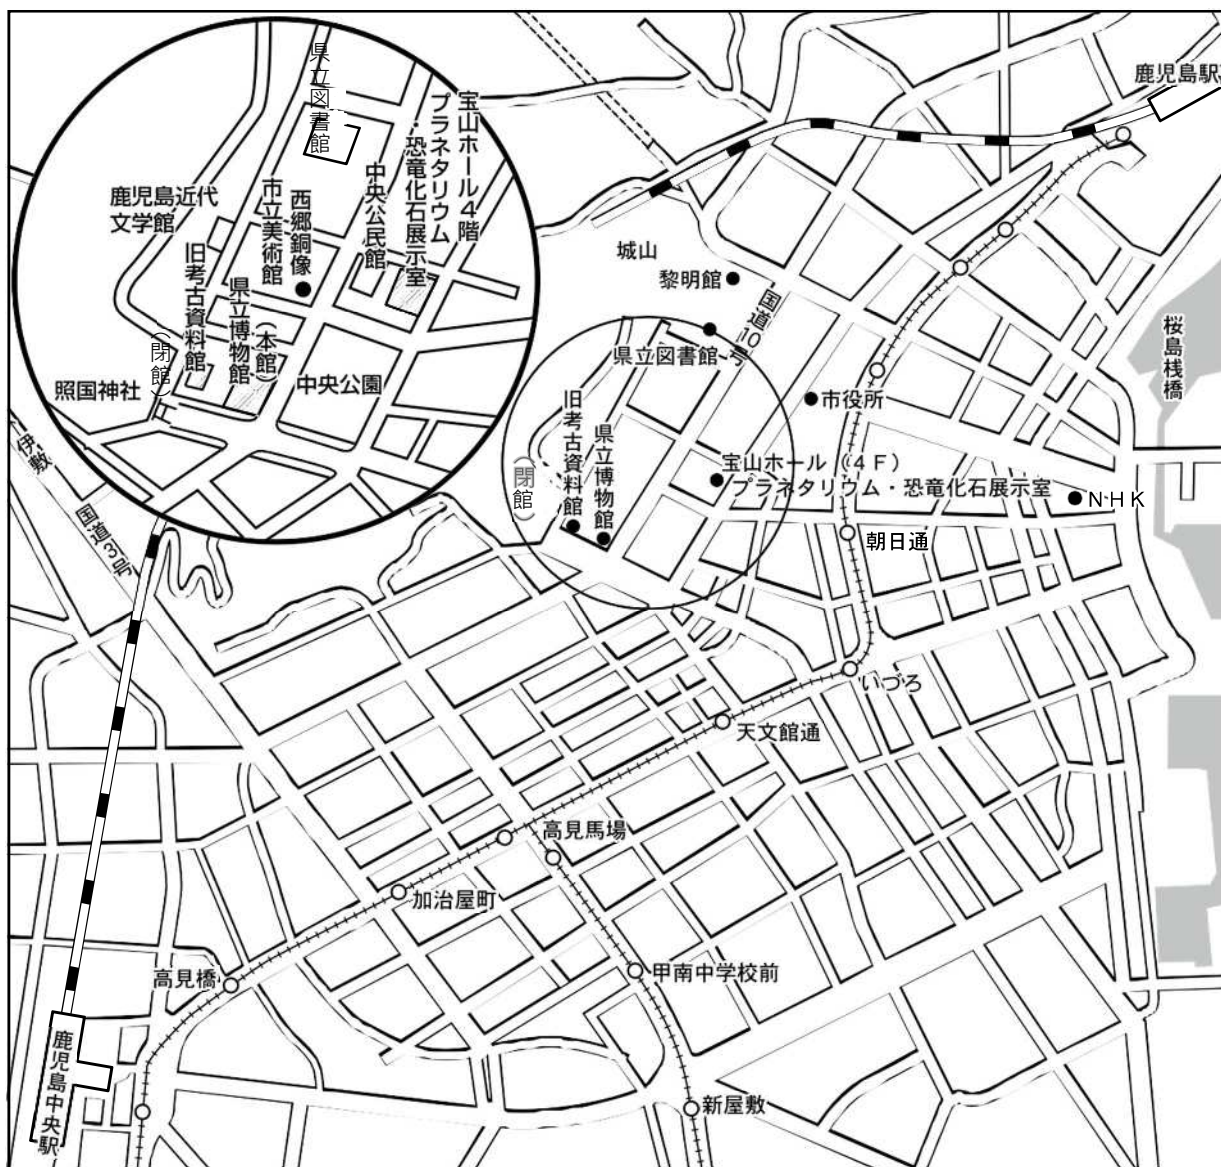 県立図書館
宝山ホール4階
プラネタリウム
・恐竜化石展示室
中央公民館
西郷銅像
市立美術館
鹿児島近代
文学館
旧考古資料館
(閉館)
県立博物館
(本館)
照国神社
中央公園
鹿児島駅
城山
黎明館
国道10号
県立図書館
桜島桟橋
市役所
旧考古資料館
(閉館)
県立博物館
宝山ホール(4F)
プラネタリウム・恐竜化石展示室
NHK
朝日通
至伊敷
国道3号
いづろ
天文館通
高見馬場
加治屋町
高見橋
甲南中学校前
鹿児島中央駅
新屋敷